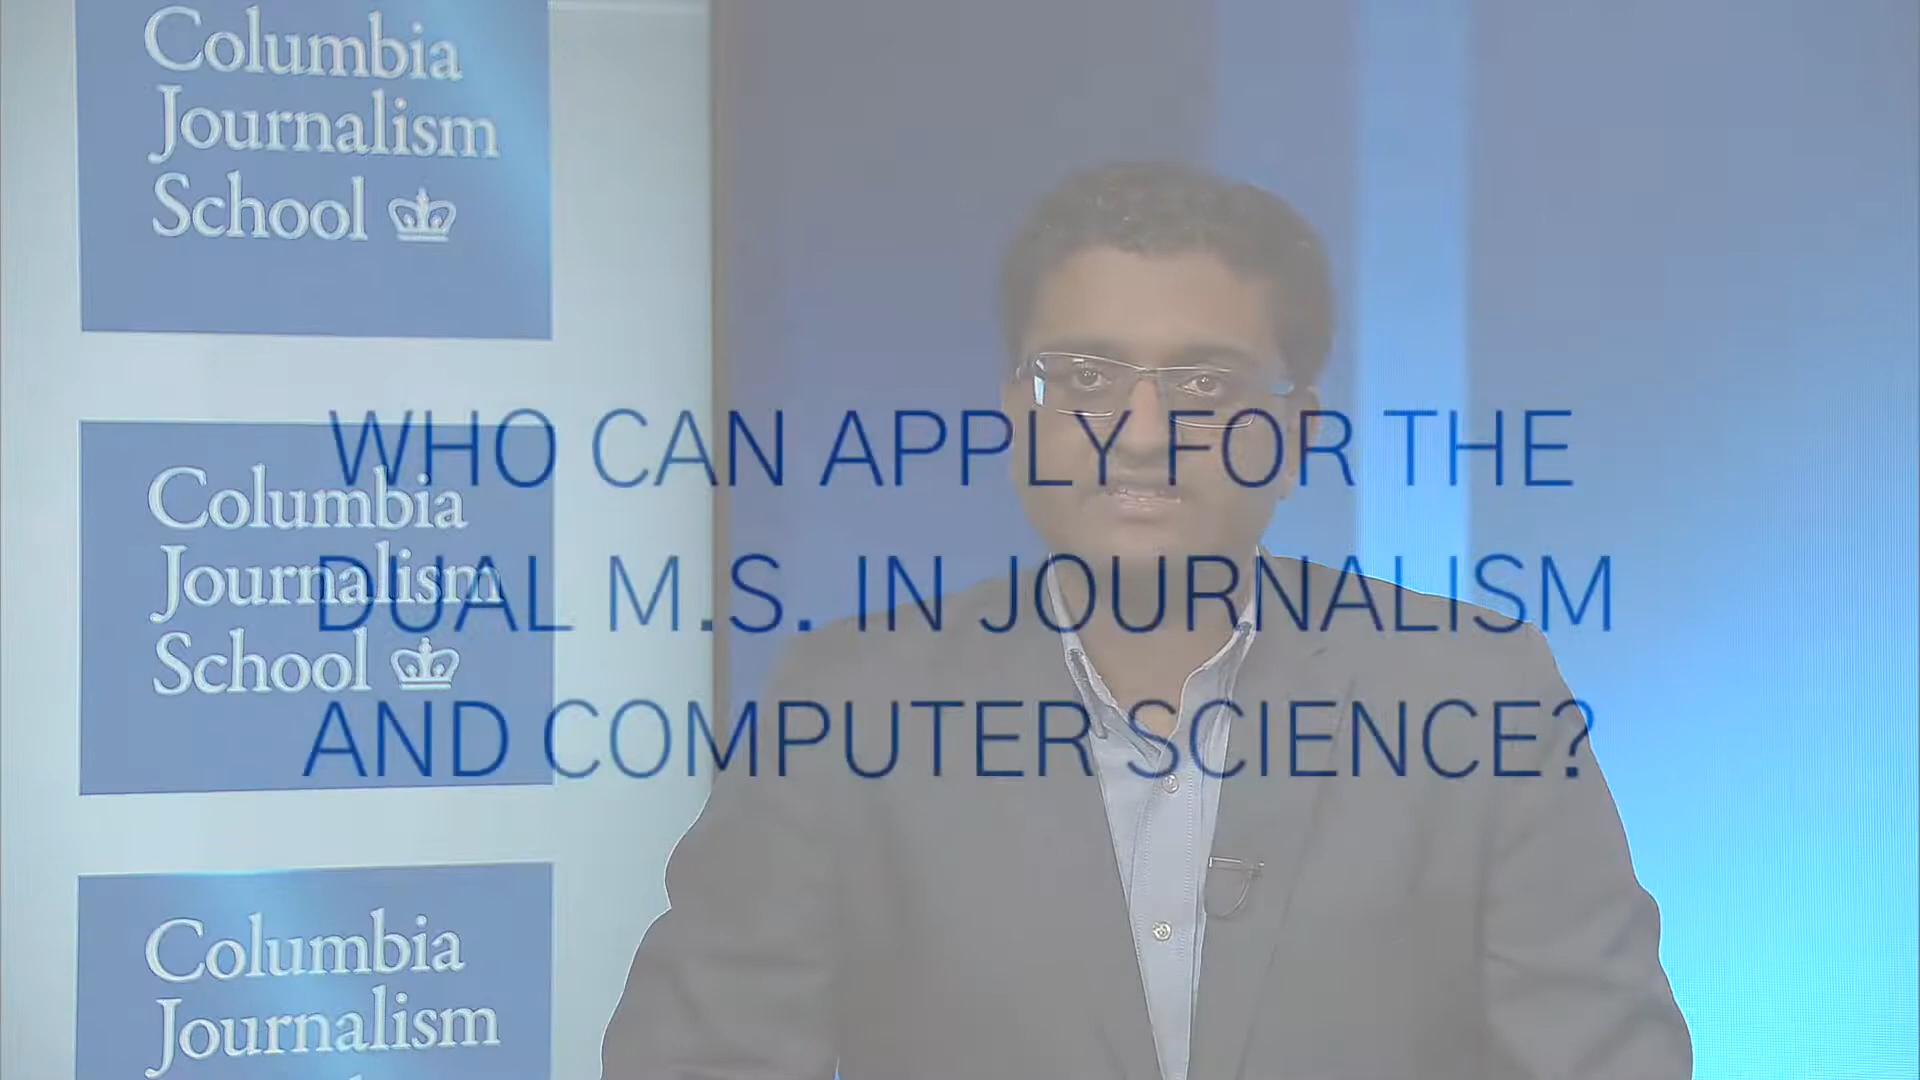 Columbia
Journalism
School
WHO CAN APPLY FOR THE
DUAL M.S. IN JOURNALISM
AND COMPUTER SCIENCE?
Columbia
Journalism
School
Columbia
Journalism